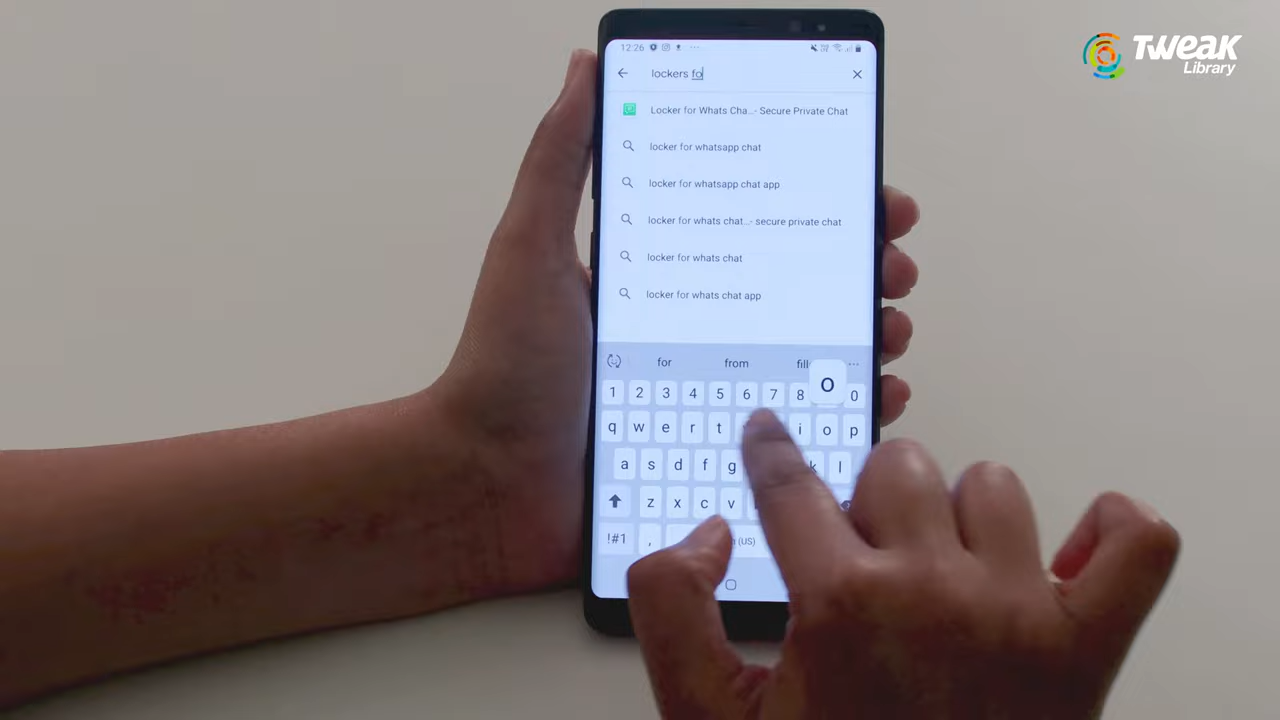 TWEAK
Library
12:26
lockers fo
Locker for Whats Cha...- Secure Private Chat
locker for whatsapp chat
locker for whatsapp chat app
locker for whats chat...- secure private chat
locker for whats chat
locker for whats chat app
for from fill
o
1 2 3 4 5 6 7 8 0
q w e r t i o p
a s d f g k l
z x c v
!#1 , (US)